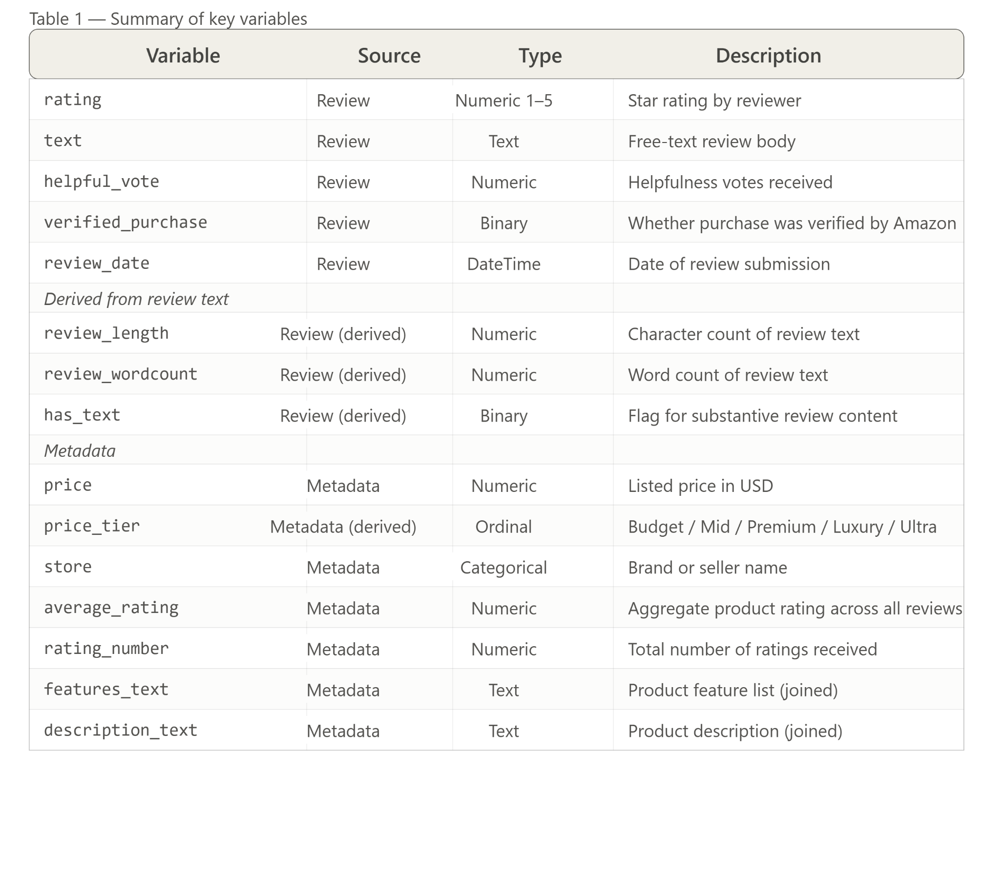 Table 1 — Summary of key variables
Variable Source Type Description
rating Review Numeric 1–5 Star rating by reviewer
text Review Text Free-text review body
helpful_vote Review Numeric Helpfulness votes received
verified_purchase Review Binary Whether purchase was verified by Amazon
review_date Review DateTime Date of review submission
Derived from review text
review_length Review (derived) Numeric Character count of review text
review_wordcount Review (derived) Numeric Word count of review text
has_text Review (derived) Binary Flag for substantive review content
Metadata
price Metadata Numeric Listed price in USD
price_tier Metadata (derived) Ordinal Budget / Mid / Premium / Luxury / Ultra
store Metadata Categorical Brand or seller name
average_rating Metadata Numeric Aggregate product rating across all reviews
rating_number Metadata Numeric Total number of ratings received
features_text Metadata Text Product feature list (joined)
description_text Metadata Text Product description (joined)